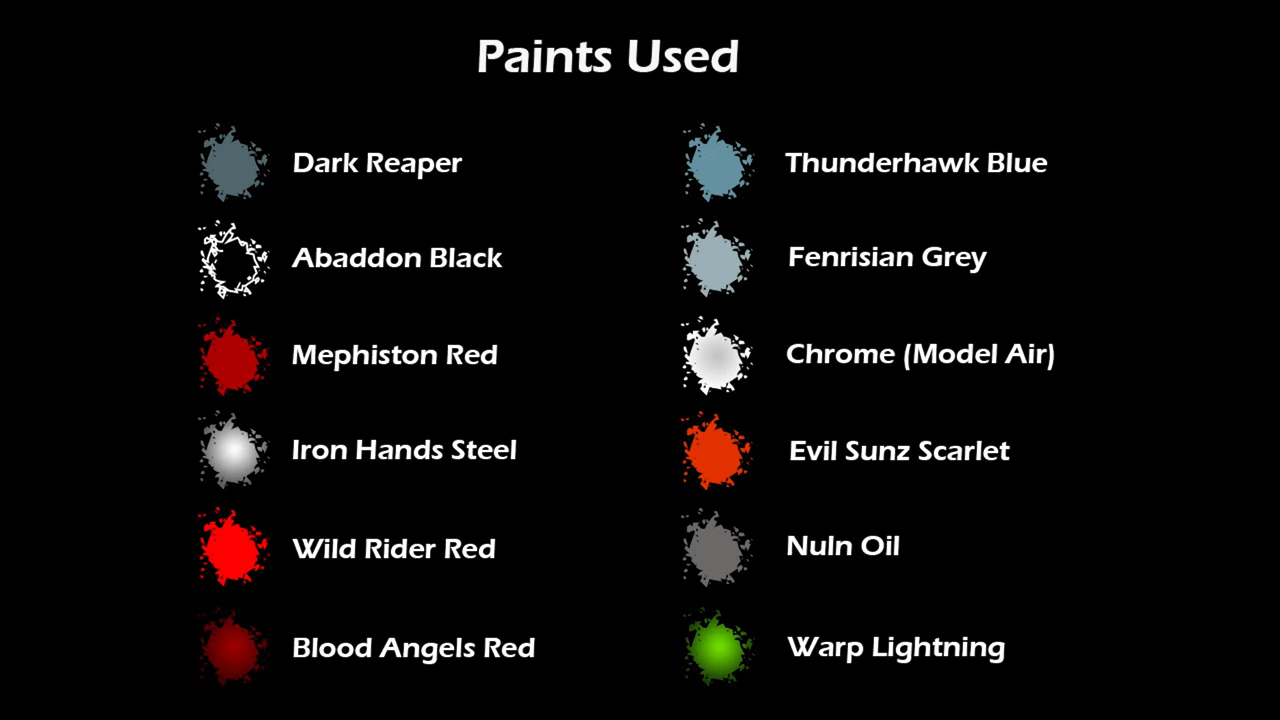 Paints Used
Dark Reaper
Thunderhawk Blue
Abaddon Black
Fenrisian Grey
Mephiston Red
Chrome (Model Air)
Iron Hands Steel
Evil Sunz Scarlet
Wild Rider Red
Nuln Oil
Blood Angels Red
Warp Lightning